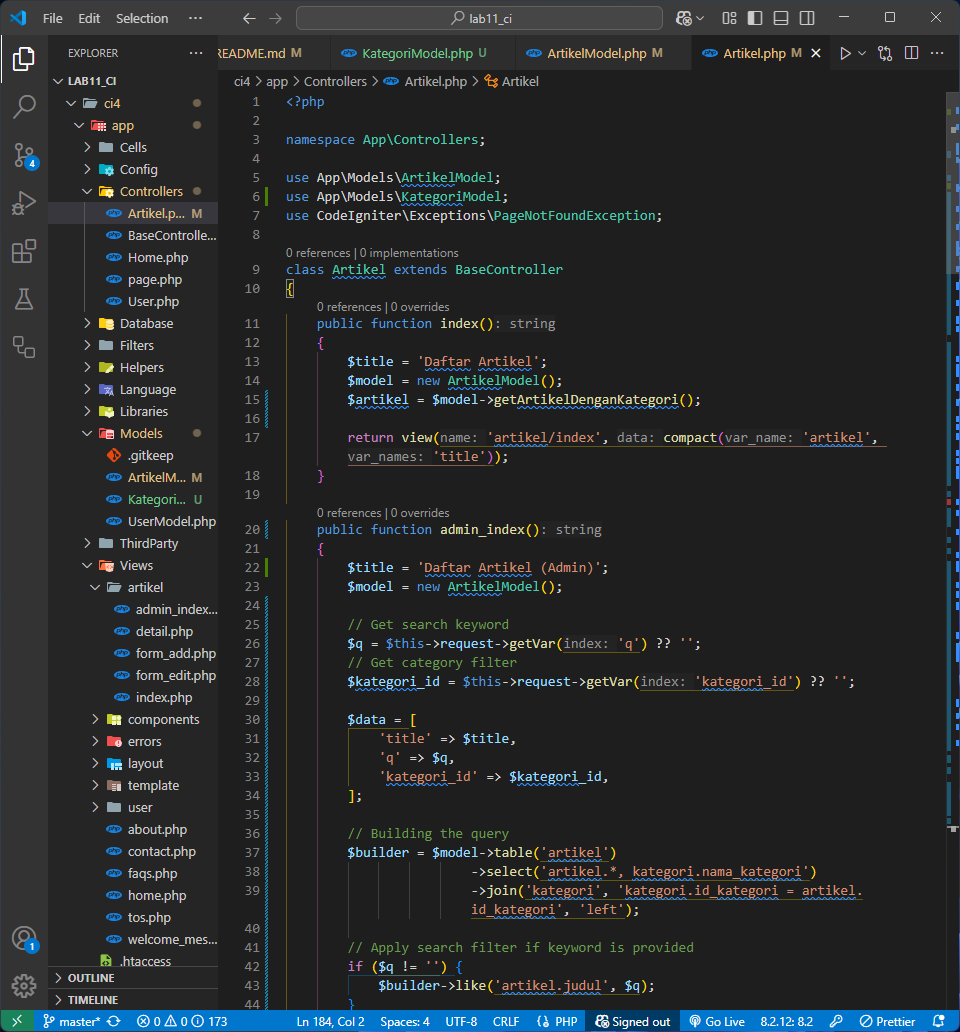 File Edit Selection ··· lab11_ci
EXPLORER ···
README.md M KategoriModel.php U ArtikelModel.php M Artikel.php M
LAB11_CI
ci4
app
Cells
Config
Controllers
Artikel.p... M
BaseControlle...
Home.php
page.php
User.php
Database
Filters
Helpers
Language
Libraries
Models
.gitkeep
ArtikelM... M
Kategori... U
UserModel.php
ThirdParty
Views
artikel
admin_index...
detail.php
form_add.php
form_edit.php
index.php
components
errors
layout
template
user
about.php
contact.php
faqs.php
home.php
tos.php
welcome_mes...
.htaccess
OUTLINE
TIMELINE
4
1
ci4 > app > Controllers > Artikel.php > Artikel
1 <?php
2
3 namespace App\Controllers;
4
5 use App\Models\ArtikelModel;
6 use App\Models\KategoriModel;
7 use CodeIgniter\Exceptions\PageNotFoundException;
8
0 references | 0 implementations
9 class Artikel extends BaseController
10 {
0 references | 0 overrides
11 public function index(): string
12 {
13 $title = 'Daftar Artikel';
14 $model = new ArtikelModel();
15 $artikel = $model->getArtikelDenganKategori();
16
17 return view(name: 'artikel/index', data: compact(var_name: 'artikel',
var_names: 'title'));
18 }
19
0 references | 0 overrides
20 public function admin_index(): string
21 {
22 $title = 'Daftar Artikel (Admin)';
23 $model = new ArtikelModel();
24
25 // Get search keyword
26 $q = $this->request->getVar(index: 'q') ?? '';
27 // Get category filter
28 $kategori_id = $this->request->getVar(index: 'kategori_id') ?? '';
29
30 $data = [
31 'title' => $title,
32 'q' => $q,
33 'kategori_id' => $kategori_id,
34 ];
35
36 // Building the query
37 $builder = $model->table('artikel')
38 ->select('artikel.*, kategori.nama_kategori')
39 ->join('kategori', 'kategori.id_kategori = artikel.
id_kategori', 'left');
40
41 // Apply search filter if keyword is provided
42 if ($q != '') {
43 $builder->like('artikel.judul', $q);
44 }
master* 0 0 173 Ln 184, Col 2 Spaces: 4 UTF-8 CRLF PHP Signed out Go Live 8.2.12: 8.2 Prettier